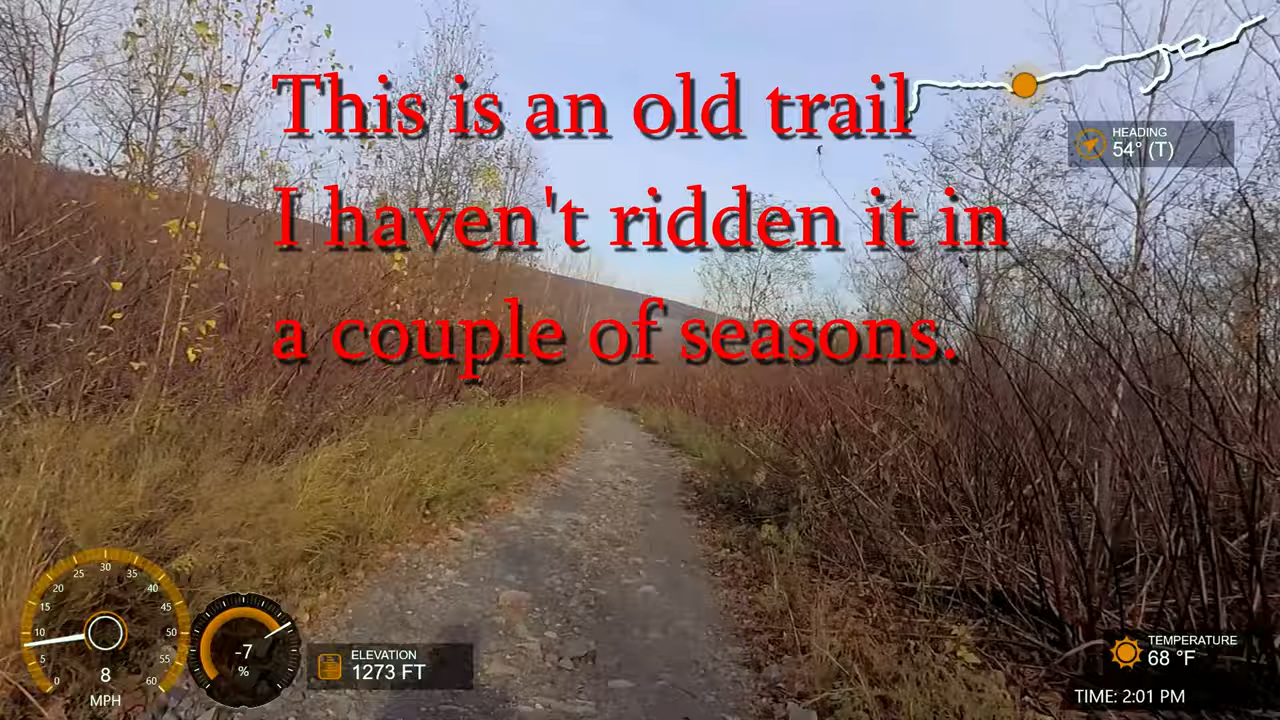 This is an old trail
I haven't ridden it in
a couple of seasons.
HEADING
54° (T)
0
5
10
15
20
25
30
35
40
45
50
55
60
8
MPH
-7
%
ELEVATION
1273 FT
TEMPERATURE
68 °F
TIME: 2:01 PM